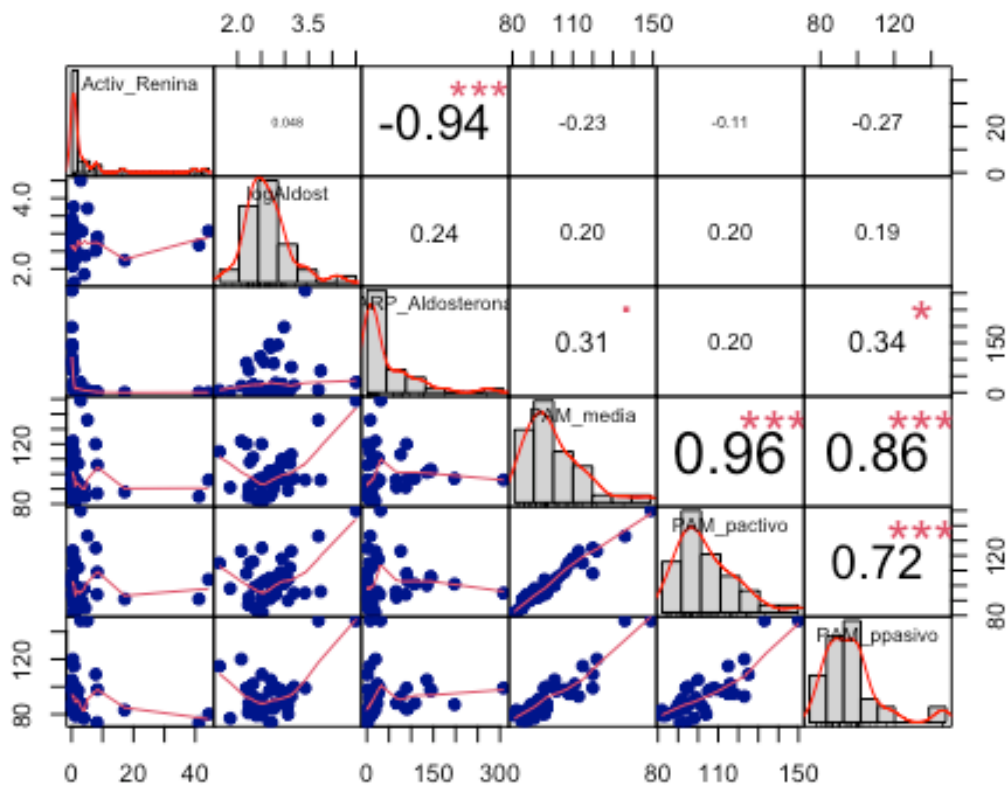 2.0 3.5 80 110 150 80 120
Activ_Renina 0.048 *** -0.94 -0.23 -0.11 -0.27 0 20
2.0 4.0 logAldost 0.24 0.20 0.20 0.19
ARP_Aldosterona 0.31 . 0.20 0.34 * 0 150
80 120 PAM_media 0.96 *** 0.86 ***
PAM_pactivo 0.72 *** 80 120
80 120 PAM_ppasivo
0 20 40 0 150 300 80 110 150